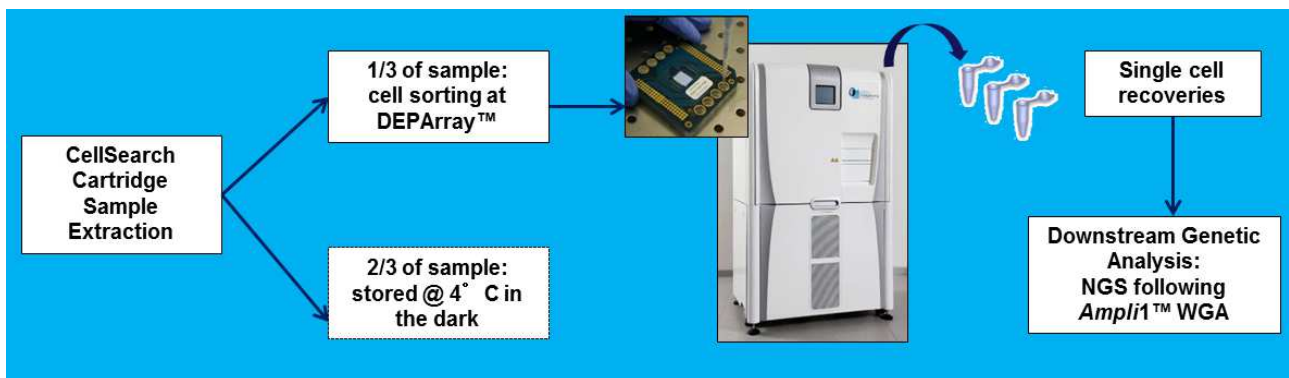 CellSearch
Cartridge
Sample
Extraction
1/3 of sample:
cell sorting at
DEPArray™
2/3 of sample:
stored @ 4° C in
the dark
Single cell
recoveries
Downstream Genetic
Analysis:
NGS following
Ampli1™ WGA